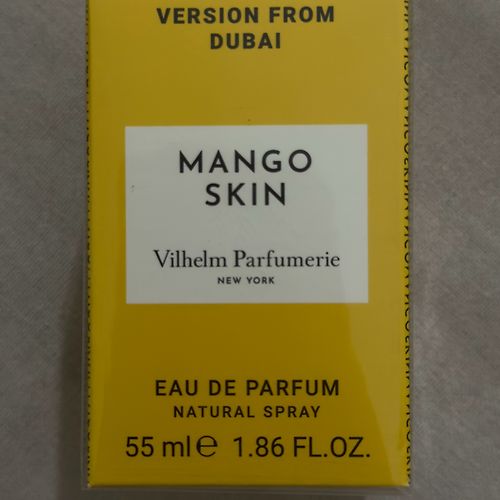 VERSION FROM
DUBAI
MANGO
SKIN
Vilhelm Parfumerie
NEW YORK
EAU DE PARFUM
NATURAL SPRAY
55 ml℮ 1.86 FL.OZ.